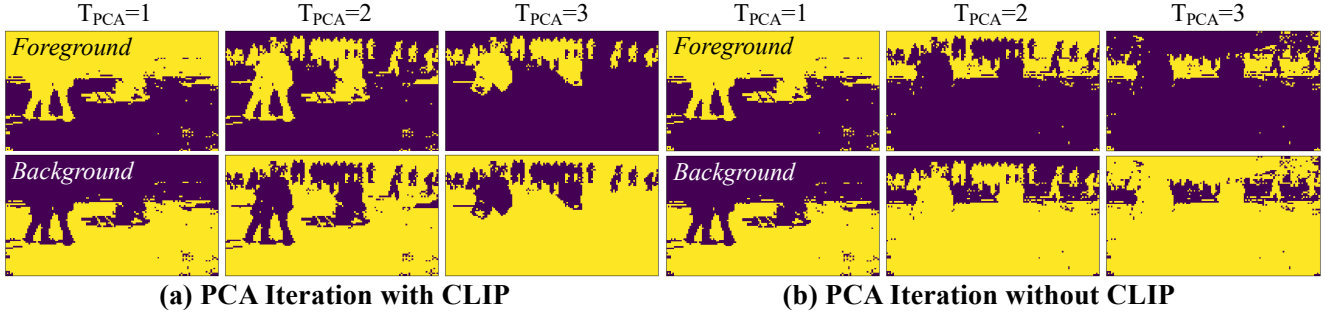 T_PCA=1 T_PCA=2 T_PCA=3 T_PCA=1 T_PCA=2 T_PCA=3
Foreground Foreground
Background Background
(a) PCA Iteration with CLIP (b) PCA Iteration without CLIP